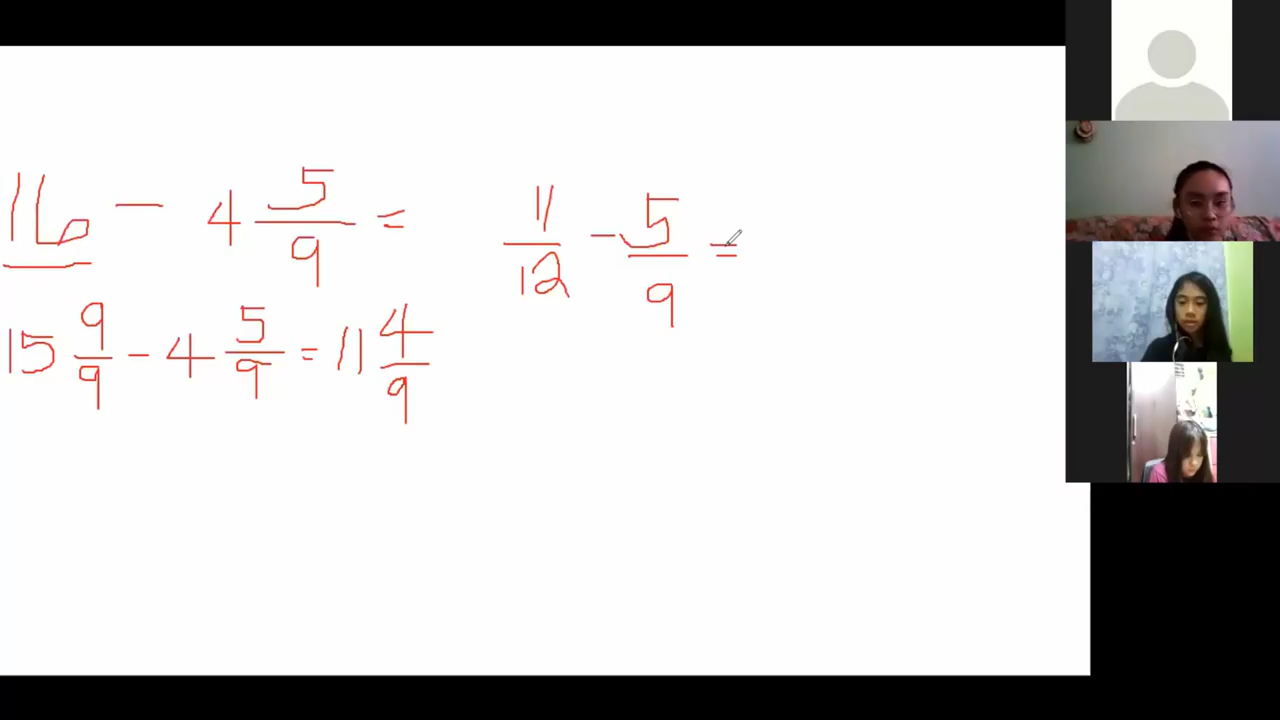 16 - 4 5/9 =
15 9/9 - 4 5/9 = 11 4/9
11/12 - 5/9 =